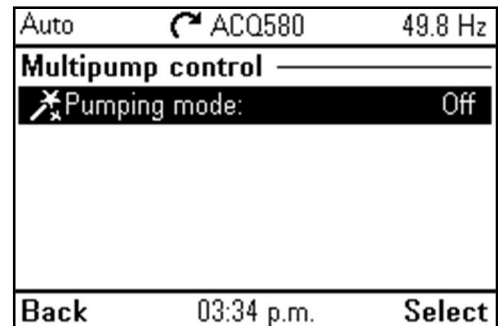 Auto ACQ580 49.8 Hz
Multipump control
Pumping mode: Off
Back 03:34 p.m. Select